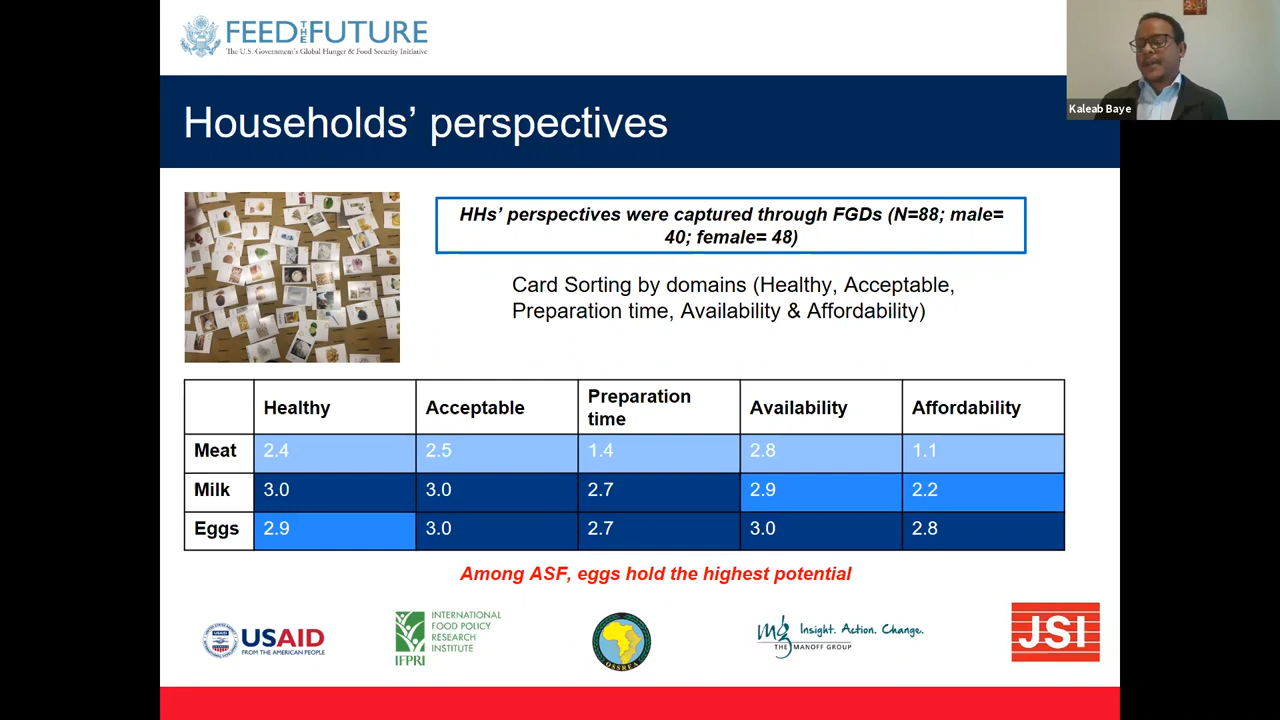 FEED THE FUTURE
The U.S. Government's Global Hunger & Food Security Initiative
Kaleab Baye
Households' perspectives
HHs' perspectives were captured through FGDs (N=88; male=
40; female= 48)
Card Sorting by domains (Healthy, Acceptable,
Preparation time, Availability & Affordability)
Healthy Acceptable Preparation time Availability Affordability
Meat 2.4 2.5 1.4 2.8 1.1
Milk 3.0 3.0 2.7 2.9 2.2
Eggs 2.9 3.0 2.7 3.0 2.8
Among ASF, eggs hold the highest potential
USAID
FROM THE AMERICAN PEOPLE
IFPRI
INTERNATIONAL
FOOD POLICY
RESEARCH
INSTITUTE
OSSREA
Mg Insight. Action. Change.
THE MANOFF GROUP
JSI